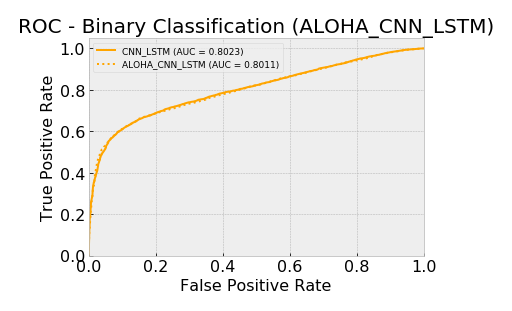 ROC - Binary Classification (ALOHA_CNN_LSTM)
CNN_LSTM (AUC = 0.8023)
ALOHA_CNN_LSTM (AUC = 0.8011)
True Positive Rate
1.0
0.8
0.6
0.4
0.2
0.0
0.0 0.2 0.4 0.6 0.8 1.0
False Positive Rate